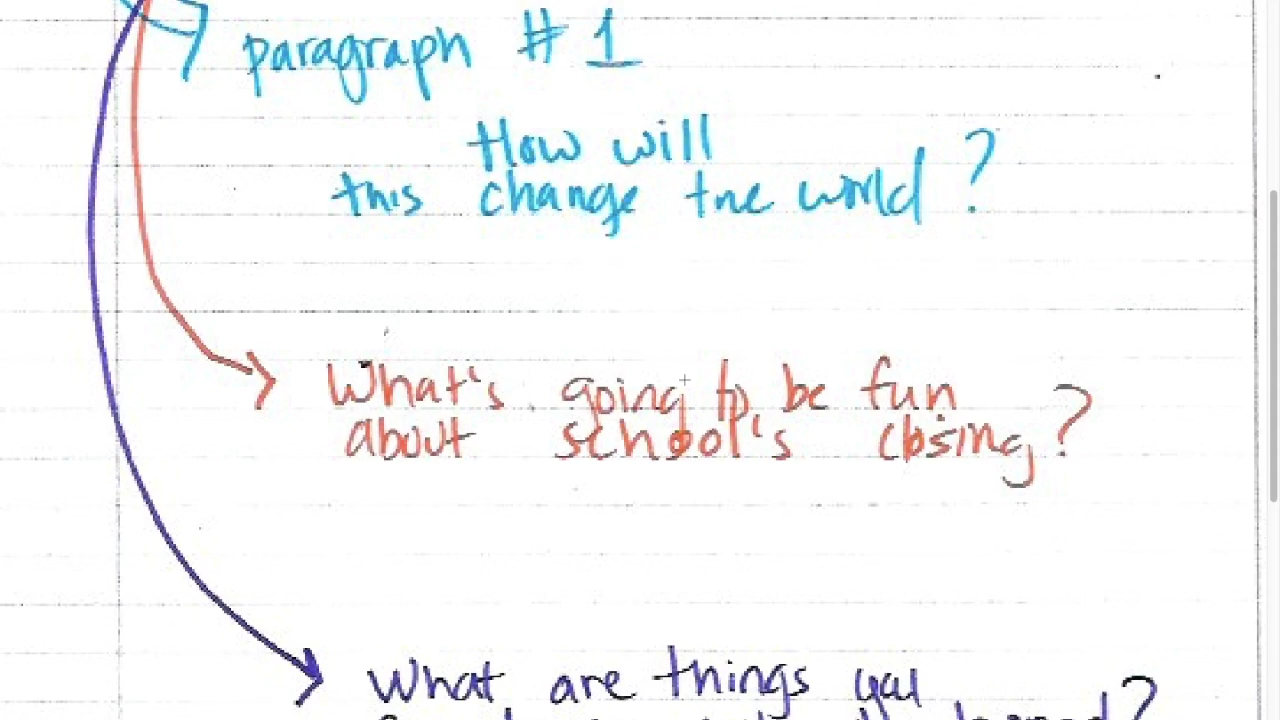 paragraph # 1
How will
this change the world?
What's going to be fun
about school's closing?
What are things